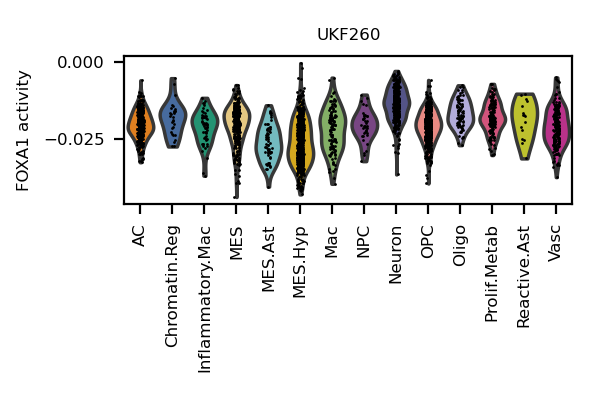 UKF260
FOXA1 activity
0.000
−0.025
AC
Chromatin.Reg
Inflammatory.Mac
MES
MES.Ast
MES.Hyp
Mac
NPC
Neuron
OPC
Oligo
Prolif.Metab
Reactive.Ast
Vasc